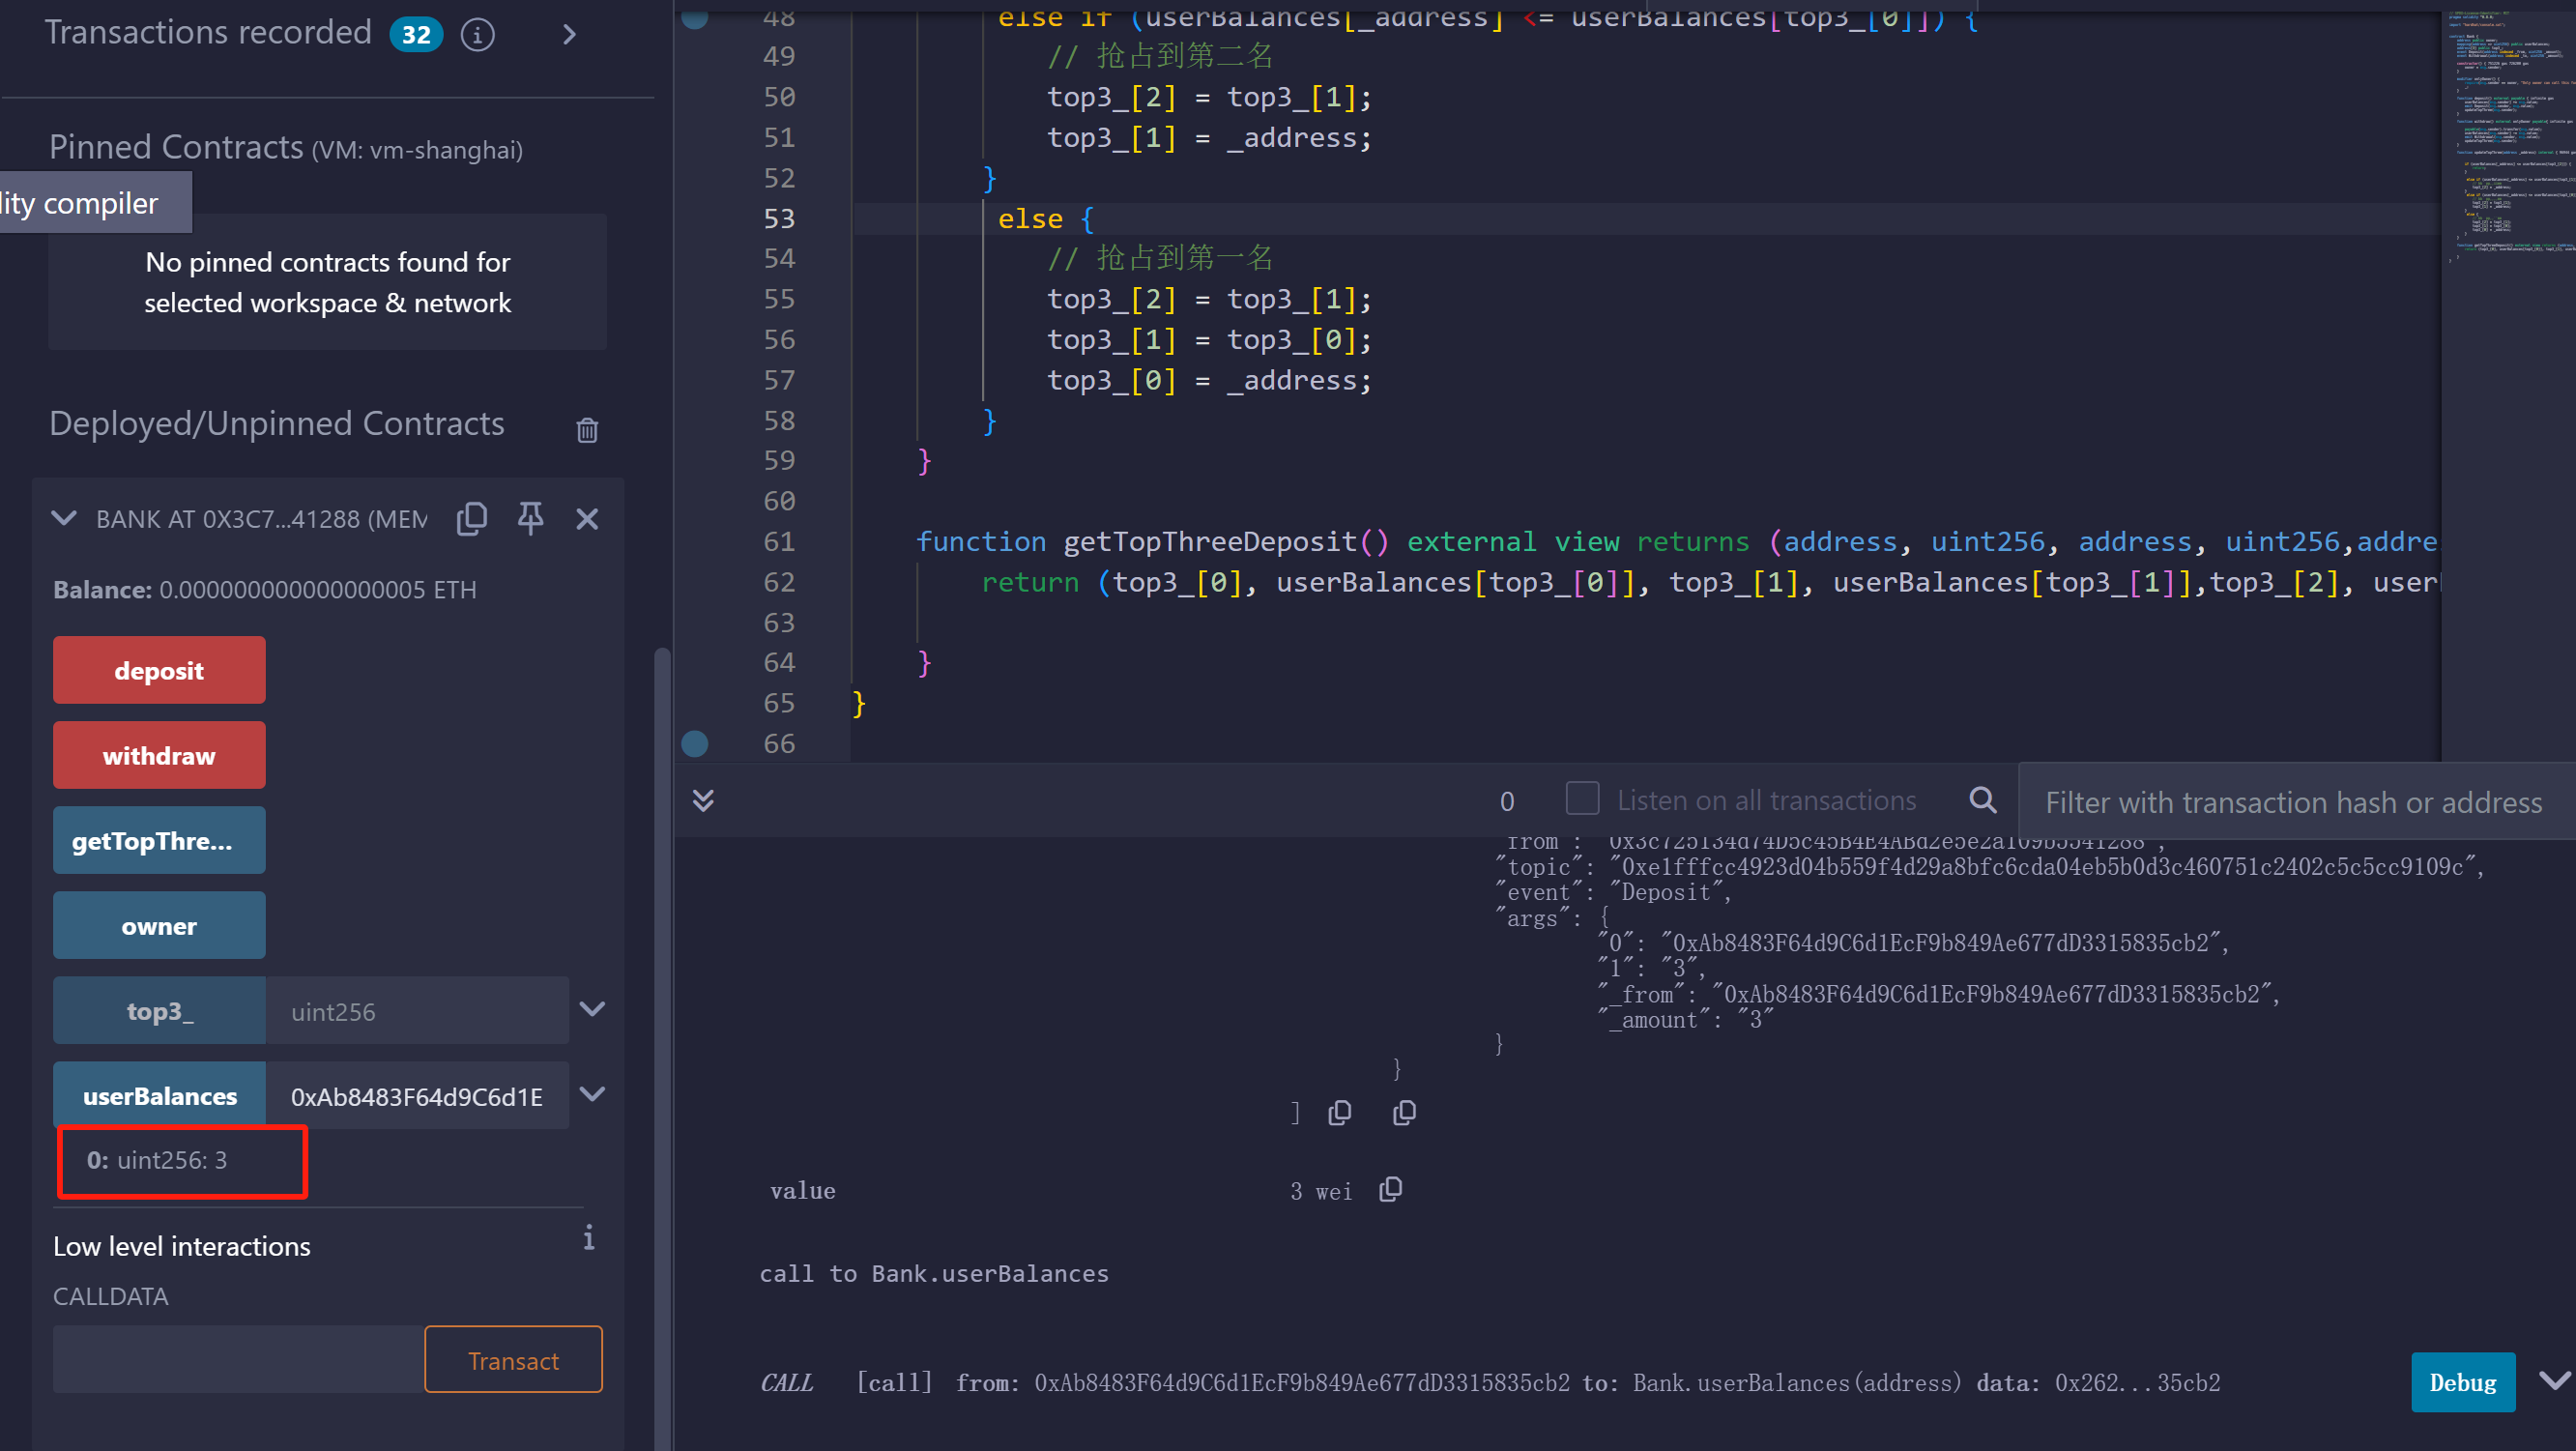 Transactions recorded 32
Pinned Contracts (VM: vm-shanghai)
lity compiler
No pinned contracts found for
selected workspace & network
Deployed/Unpinned Contracts
BANK AT 0X3C7...41288 (MEM
Balance: 0.000000000000000005 ETH
deposit
withdraw
getTopThre...
owner
top3_ uint256
userBalances 0xAb8483F64d9C6d1E
0: uint256: 3
Low level interactions
CALLDATA
Transact
48 else if (userBalances[_address] <= userBalances[top3_[0]]) {
49 // 抢占到第二名
50 top3_[2] = top3_[1];
51 top3_[1] = _address;
52 }
53 else {
54 // 抢占到第一名
55 top3_[2] = top3_[1];
56 top3_[1] = top3_[0];
57 top3_[0] = _address;
58 }
59 }
60
61 function getTopThreeDeposit() external view returns (address, uint256, address, uint256,addre
62 return (top3_[0], userBalances[top3_[0]], top3_[1], userBalances[top3_[1]],top3_[2], user
63
64 }
65 }
66
0 Listen on all transactions Filter with transaction hash or address
"topic": "0xe1fffcc4923d04b559f4d29a8bfc6cda04eb5b0d3c460751c2402c5c5cc9109c",
"event": "Deposit",
"args": {
"0": "0xAb8483F64d9C6d1EcF9b849Ae677dD3315835cb2",
"1": "3",
"_from": "0xAb8483F64d9C6d1EcF9b849Ae677dD3315835cb2",
"_amount": "3"
}
}
]
value 3 wei
call to Bank.userBalances
CALL [call] from: 0xAb8483F64d9C6d1EcF9b849Ae677dD3315835cb2 to: Bank.userBalances(address) data: 0x262...35cb2
Debug